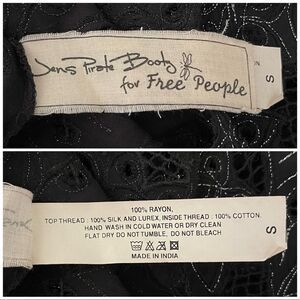 Jens Pirate Booty
for Free People
S
100% RAYON,
TOP THREAD : 100% SILK AND LUREX, INSIDE THREAD : 100% COTTON.
HAND WASH IN COLD WATER OR DRY CLEAN
FLAT DRY DO NOT TUMBLE, DO NOT BLEACH
MADE IN INDIA
S